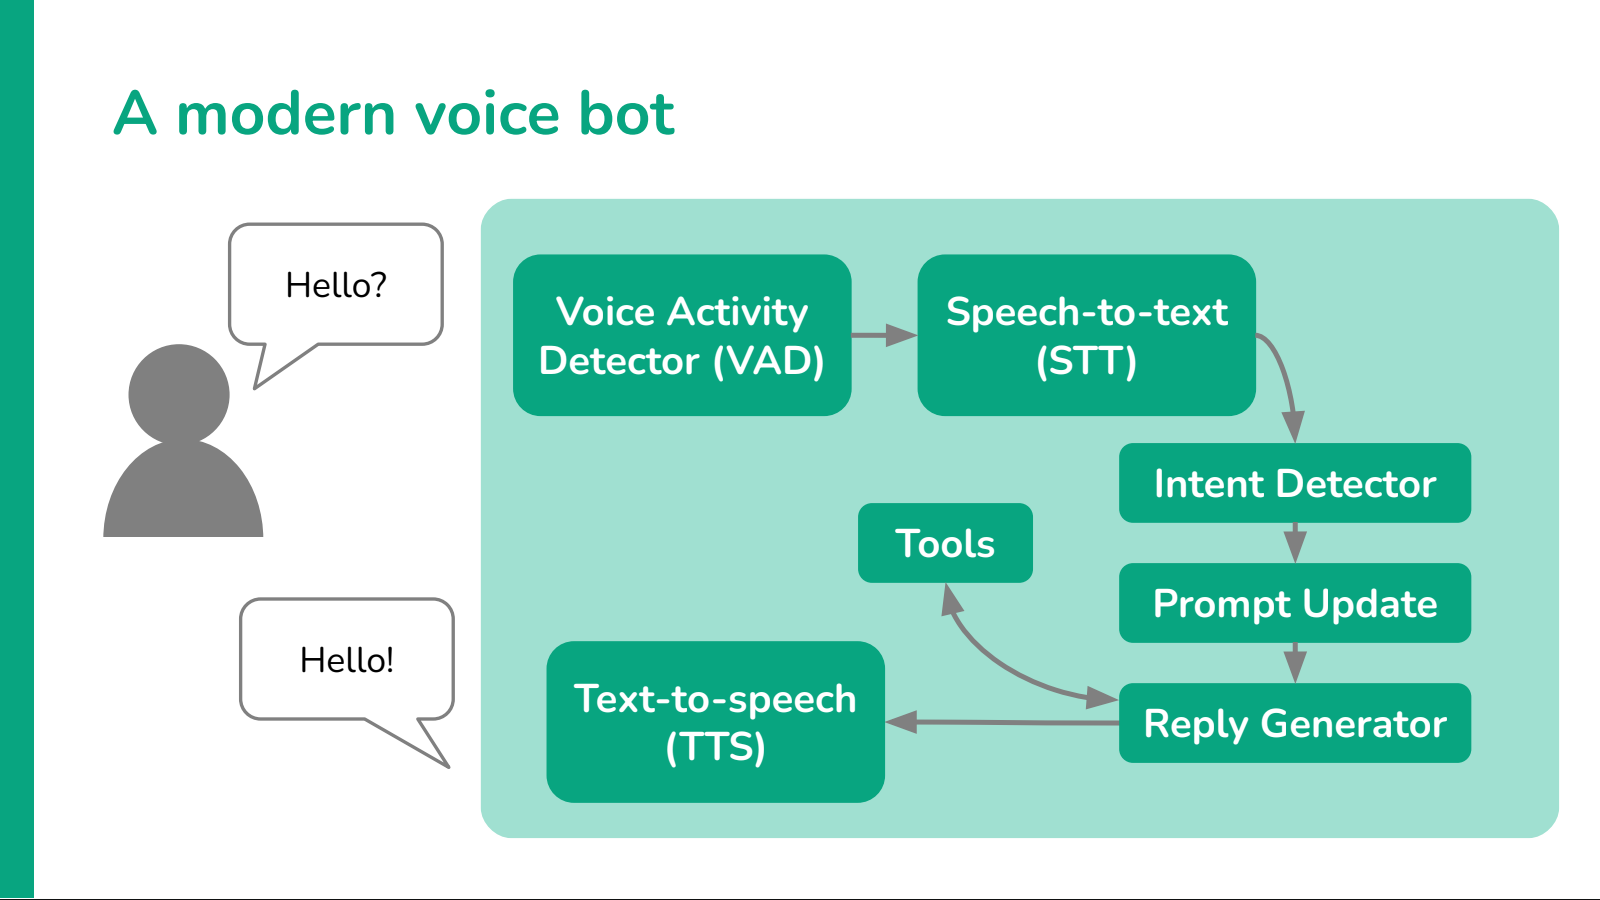 A modern voice bot
Hello?
Voice Activity
Detector (VAD)
Speech-to-text
(STT)
Intent Detector
Tools
Prompt Update
Hello!
Text-to-speech
(TTS)
Reply Generator